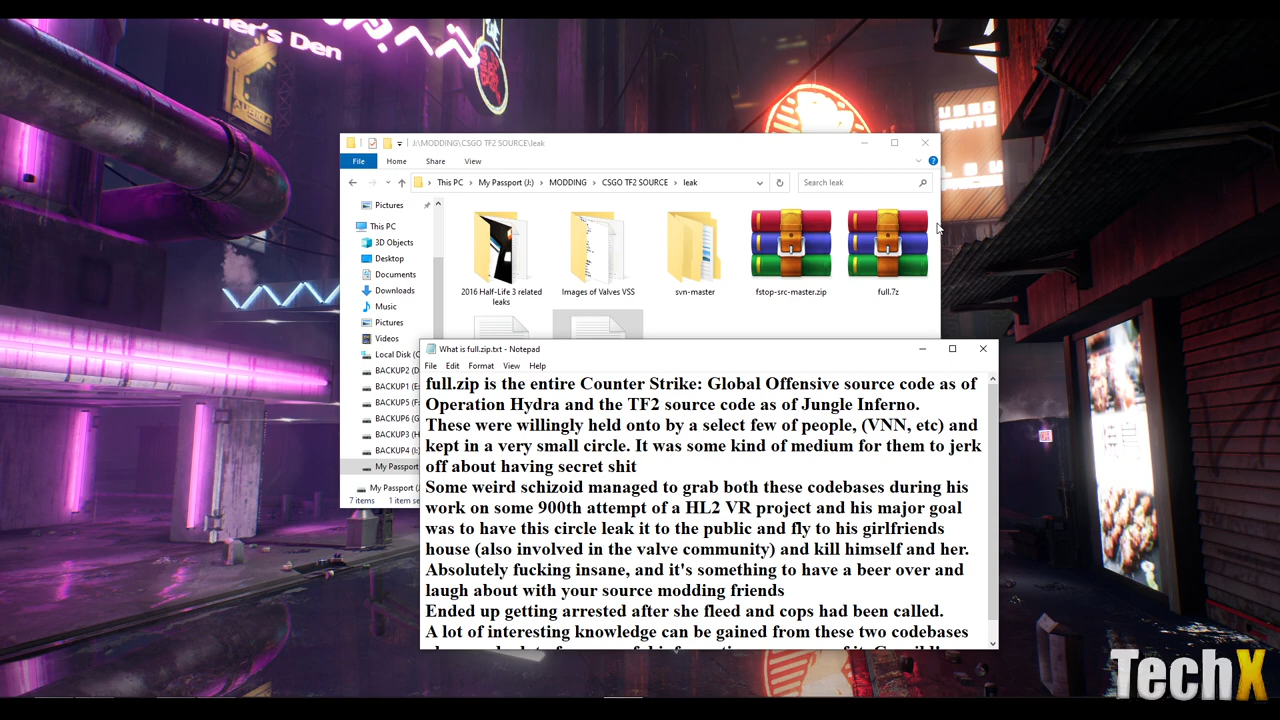 ner's Den
USED
J:\MODDING\CSGO TF2 SOURCE\leak
File Home Share View
This PC My Passport (J:) MODDING CSGO TF2 SOURCE leak
Search leak
Pictures
This PC
3D Objects
Desktop
Documents
Downloads
Music
Pictures
Videos
Local Disk (C
BACKUP2 (D
BACKUP1 (E
BACKUP5 (F
BACKUP6 (G
BACKUP3 (H
BACKUP4 (I:
My Passport
My Passport (
7 items 1 item se
2016 Half-Life 3 related
leaks
Images of Valves VSS
svn-master
fstop-src-master.zip
full.7z
What is full.zip.txt - Notepad
File Edit Format View Help
full.zip is the entire Counter Strike: Global Offensive source code as of
Operation Hydra and the TF2 source code as of Jungle Inferno.
These were willingly held onto by a select few of people, (VNN, etc) and
kept in a very small circle. It was some kind of medium for them to jerk
off about having secret shit
Some weird schizoid managed to grab both these codebases during his
work on some 900th attempt of a HL2 VR project and his major goal
was to have this circle leak it to the public and fly to his girlfriends
house (also involved in the valve community) and kill himself and her.
Absolutely fucking insane, and it's something to have a beer over and
laugh about with your source modding friends
Ended up getting arrested after she fleed and cops had been called.
A lot of interesting knowledge can be gained from these two codebases
TechX